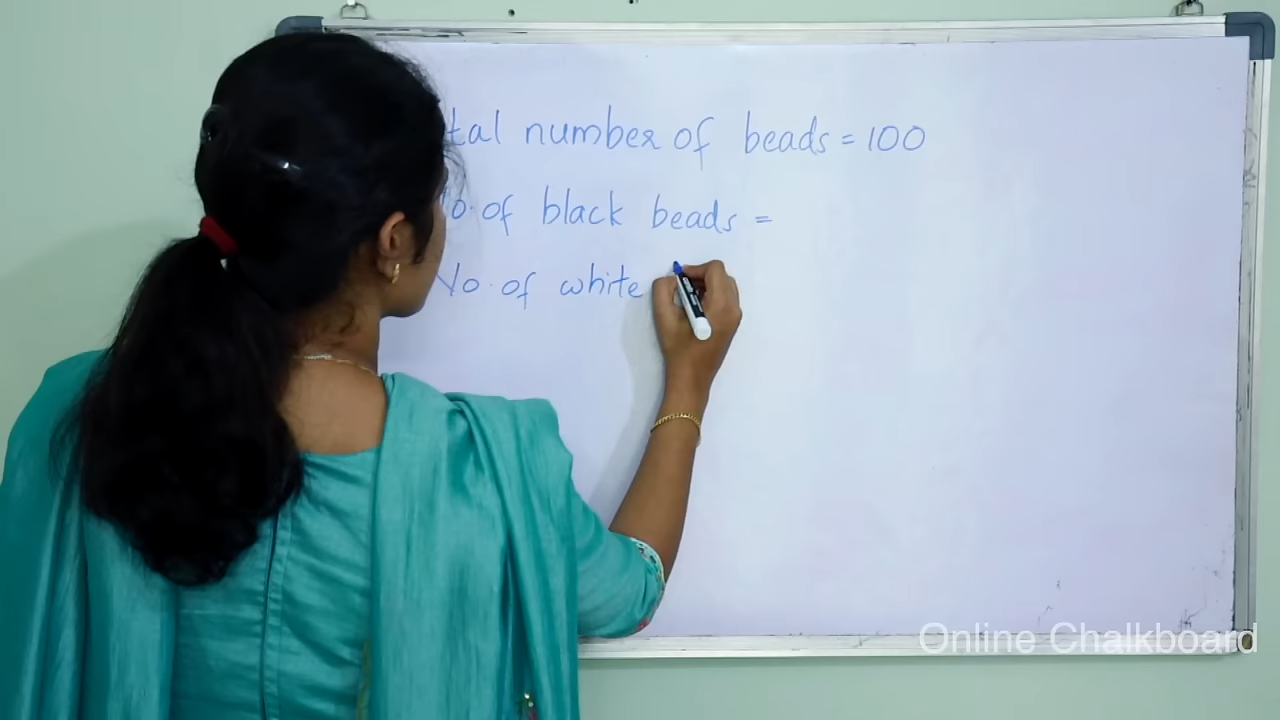 tal number of beads = 100
o. of black beads =
No. of white
Online Chalkboard